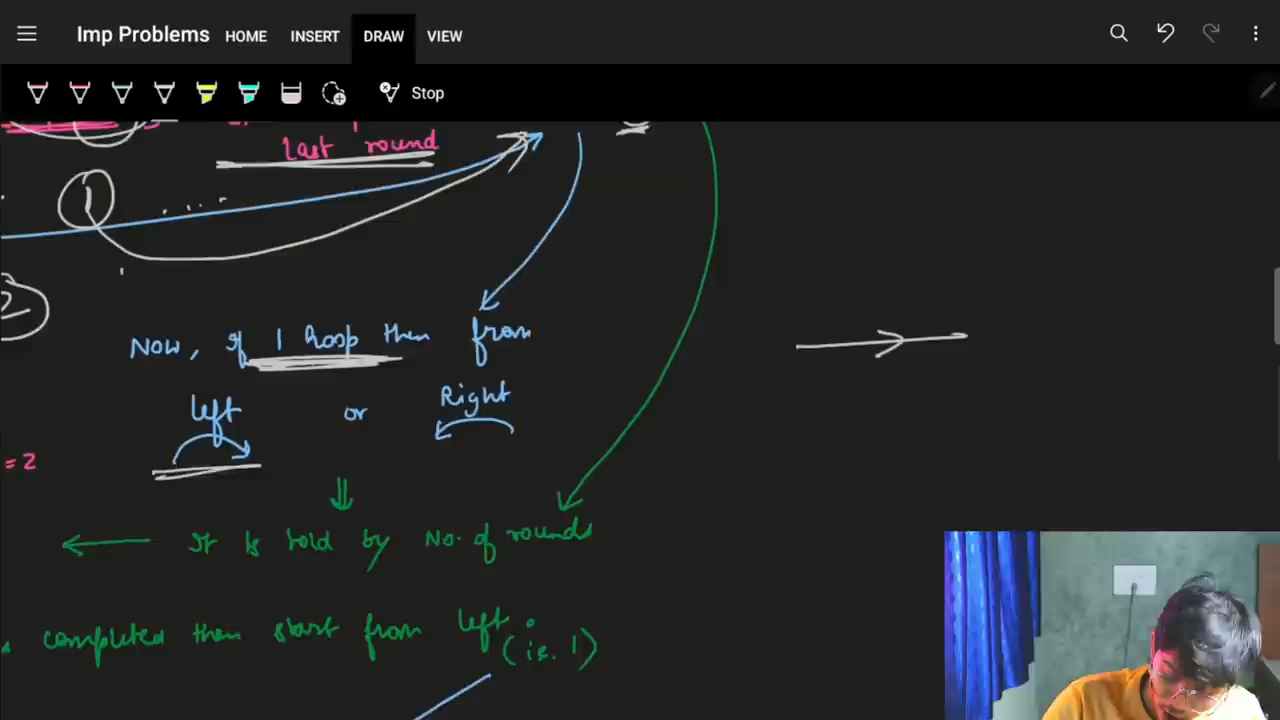 Imp Problems HOME INSERT DRAW VIEW
Stop
last round
1 ....
2
Now, if I loop then from
left or Right
= 2
It is told by No. of rounds
completed then start from left
(i.e. 1)